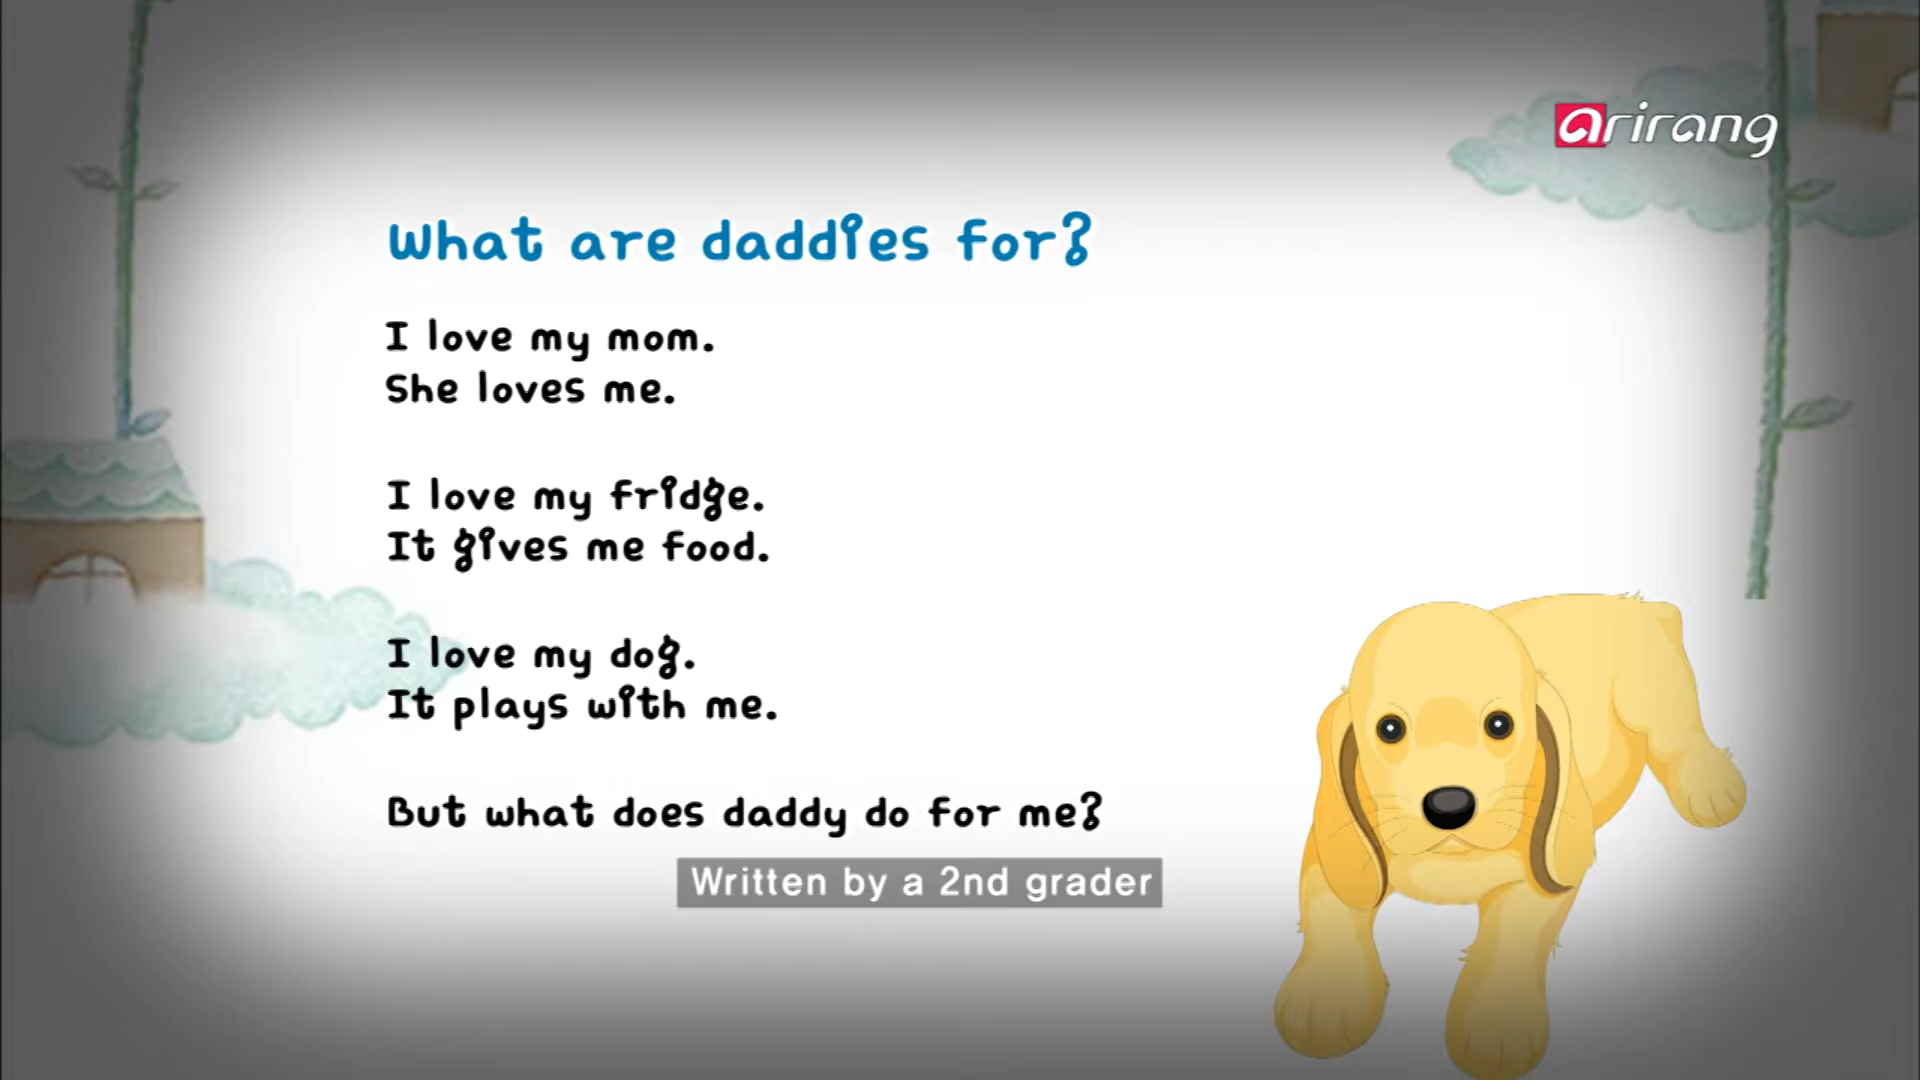 arirang
What are daddies for?
I love my mom.
She loves me.
I love my fridge.
It gives me food.
I love my dog.
It plays with me.
But what does daddy do for me?
Written by a 2nd grader